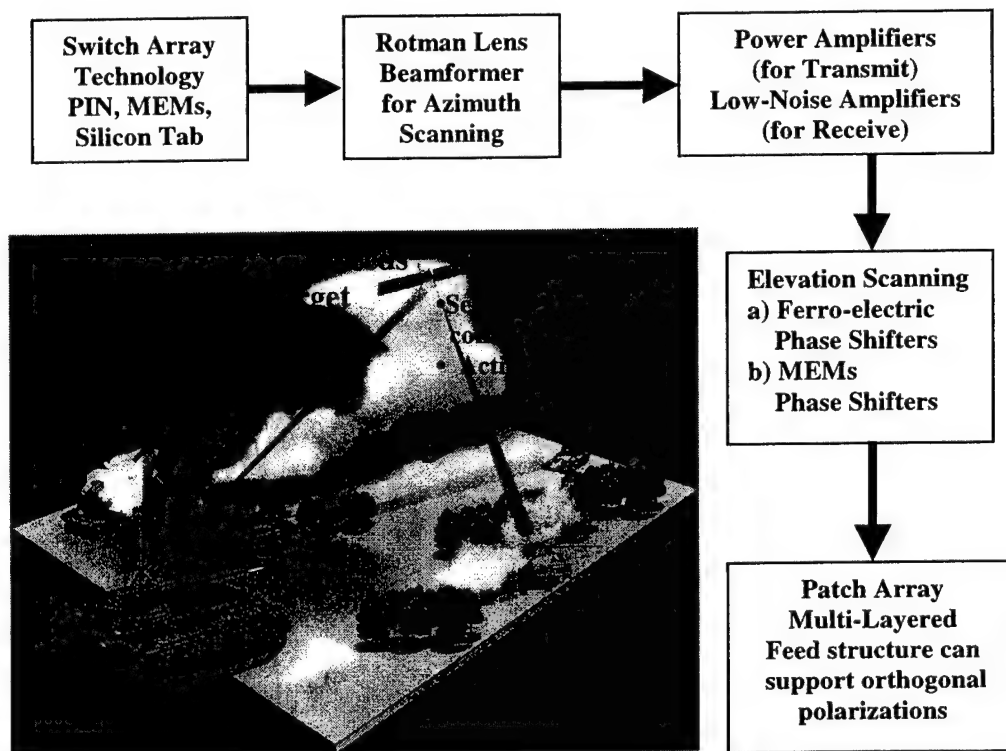 Switch Array
Technology
PIN, MEMs,
Silicon Tab
Rotman Lens
Beamformer
for Azimuth
Scanning
Power Amplifiers
(for Transmit)
Low-Noise Amplifiers
(for Receive)
Elevation Scanning
a) Ferro-electric
Phase Shifters
b) MEMs
Phase Shifters
Patch Array
Multi-Layered
Feed structure can
support orthogonal
polarizations